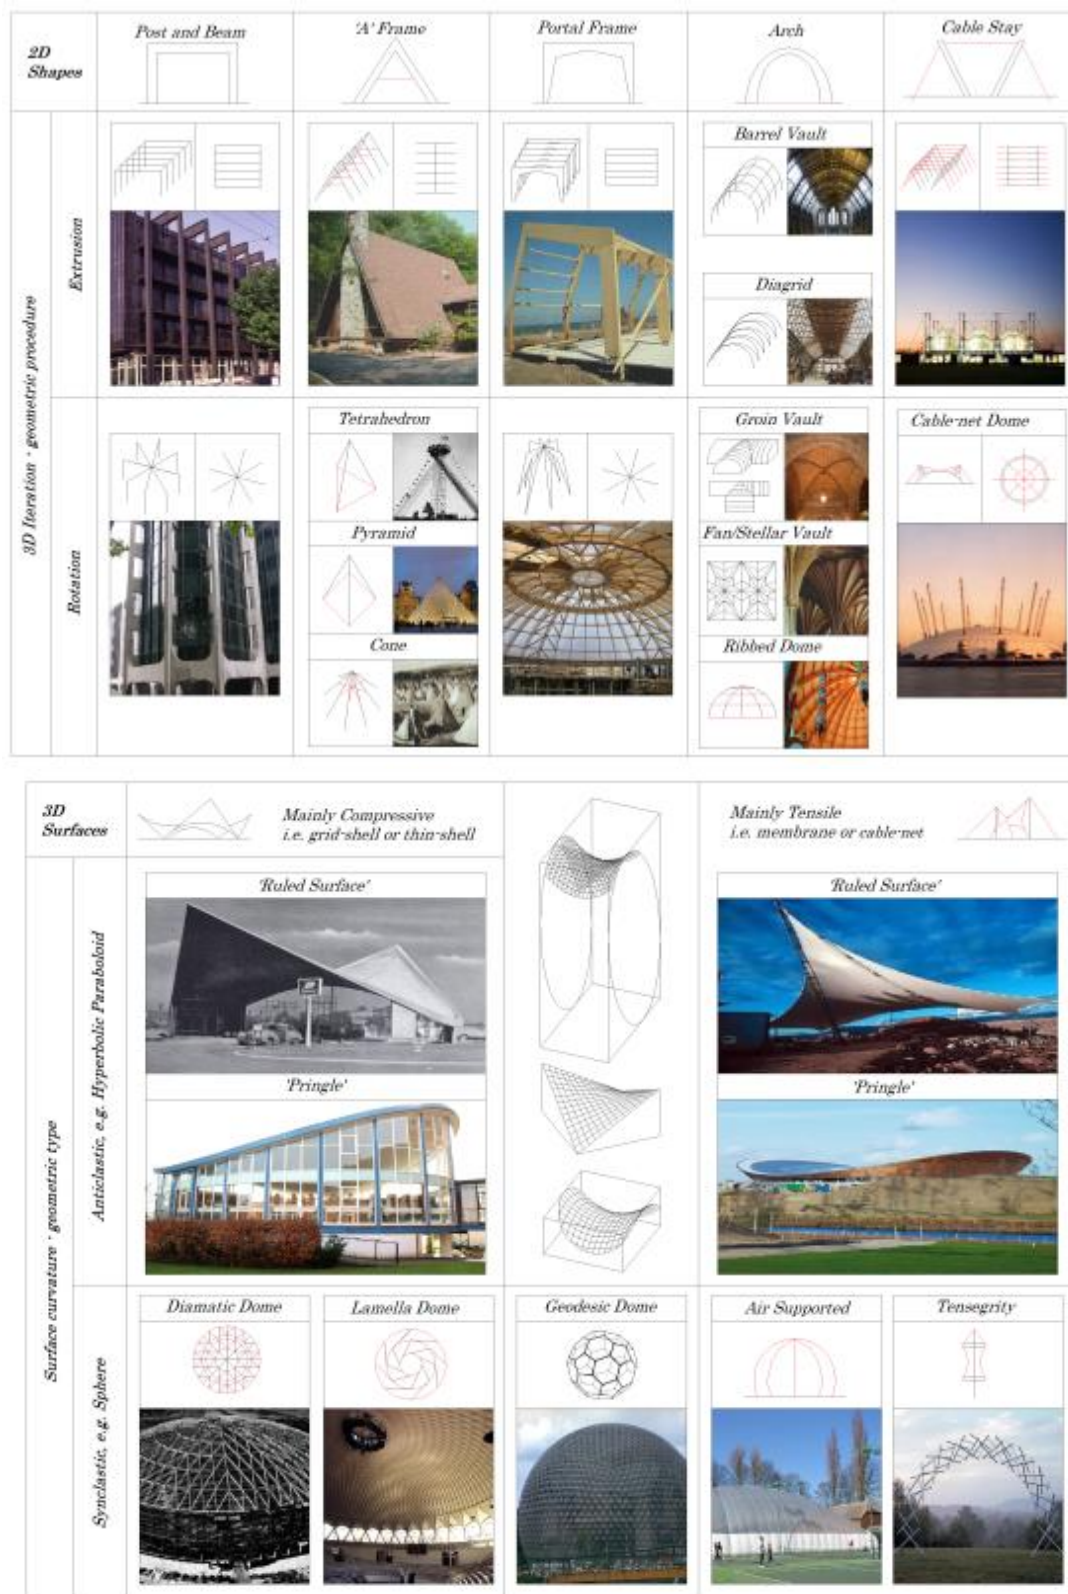 2D
Shapes
Post and Beam
'A' Frame
Portal Frame
Arch
Cable Stay
3D Iteration - geometric procedure
Extrusion
Barrel Vault
Diagrid
Rotation
Tetrahedron
Pyramid
Cone
Groin Vault
Fan/Stellar Vault
Ribbed Dome
Cable-net Dome
3D
Surfaces
Mainly Compressive
i.e. grid-shell or thin-shell
Mainly Tensile
i.e. membrane or cable-net
Surface curvature - geometric type
Anticlastic, e.g. Hyperbolic Paraboloid
'Ruled Surface'
'Ruled Surface'
'Pringle'
'Pringle'
Synclastic, e.g. Sphere
Diamatic Dome
Lamella Dome
Geodesic Dome
Air Supported
Tensegrity